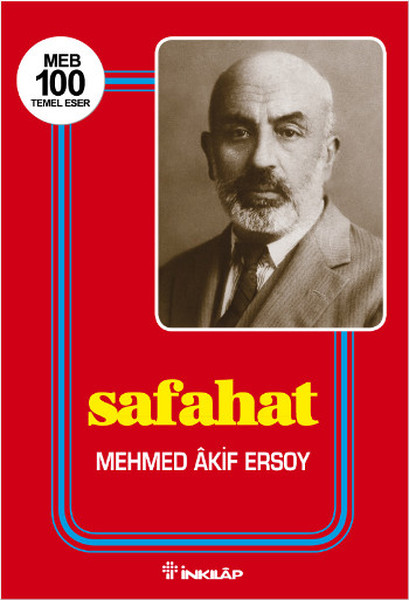 MEB
100
TEMEL ESER
safahat
MEHMED ÂKİF ERSOY
İNKILÂP